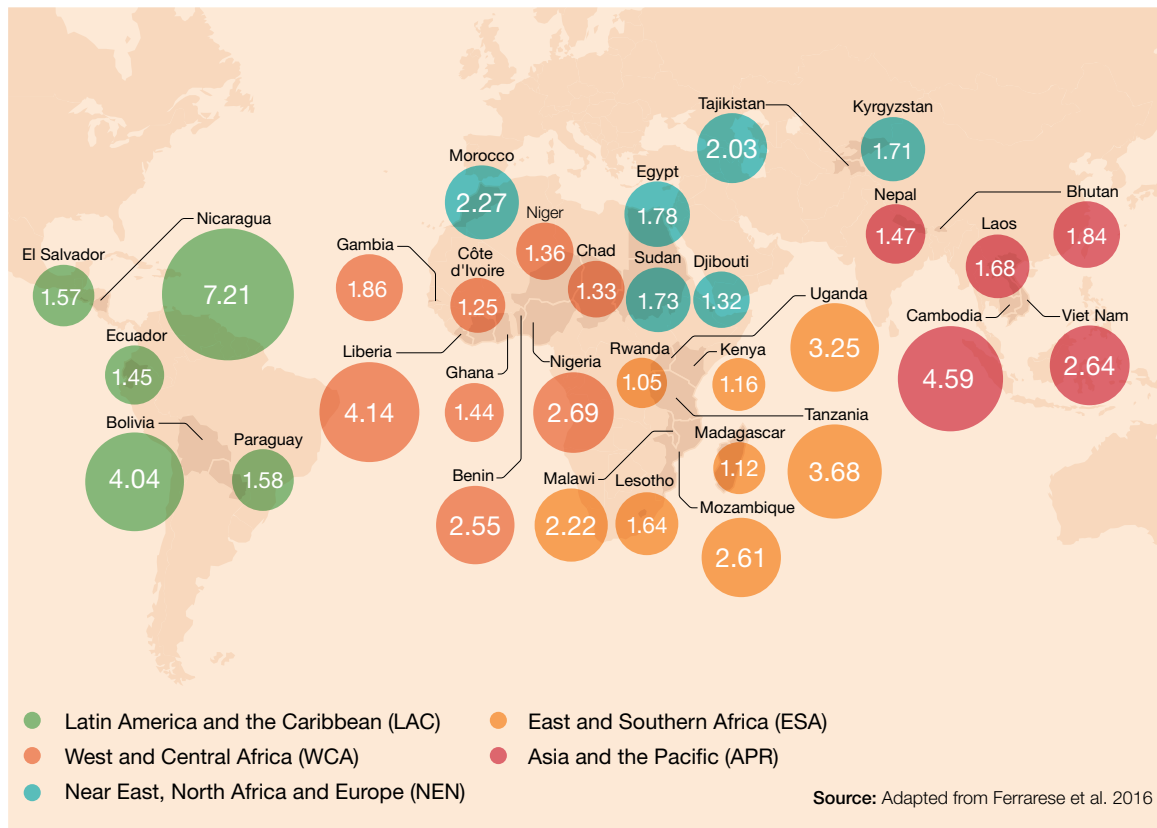 Tajikistan
2.03
Kyrgyzstan
1.71
Morocco
2.27
Egypt
1.78
Nepal
1.47
Bhutan
1.84
Nicaragua
7.21
El Salvador
1.57
Gambia
1.86
Niger
1.36
Côte
d'Ivoire
1.25
Chad
1.33
Sudan
1.73
Djibouti
1.32
Laos
1.68
Uganda
3.25
Cambodia
4.59
Viet Nam
2.64
Ecuador
1.45
Liberia
4.14
Ghana
1.44
Nigeria
2.69
Rwanda
1.05
Kenya
1.16
Tanzania
3.68
Bolivia
4.04
Paraguay
1.58
Benin
2.55
Malawi
2.22
Lesotho
1.64
Madagascar
1.12
Mozambique
2.61
Latin America and the Caribbean (LAC)
West and Central Africa (WCA)
Near East, North Africa and Europe (NEN)
East and Southern Africa (ESA)
Asia and the Pacific (APR)
Source: Adapted from Ferrarese et al. 2016